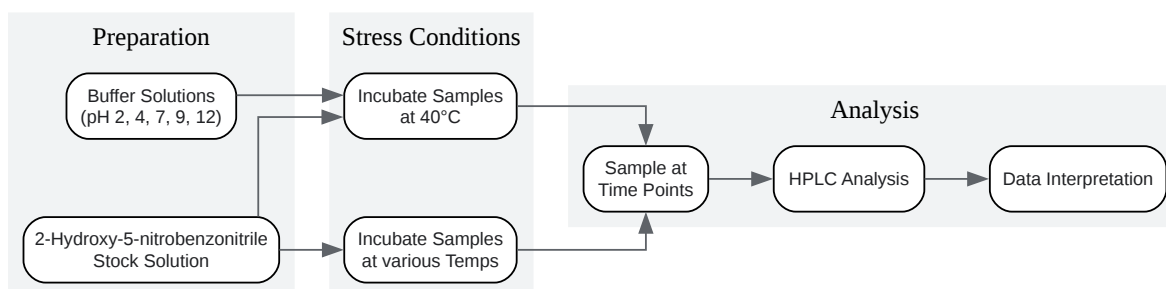 Preparation
Buffer Solutions
(pH 2, 4, 7, 9, 12)
2-Hydroxy-5-nitrobenzonitrile
Stock Solution
Stress Conditions
Incubate Samples
at 40°C
Incubate Samples
at various Temps
Analysis
Sample at
Time Points
HPLC Analysis
Data Interpretation